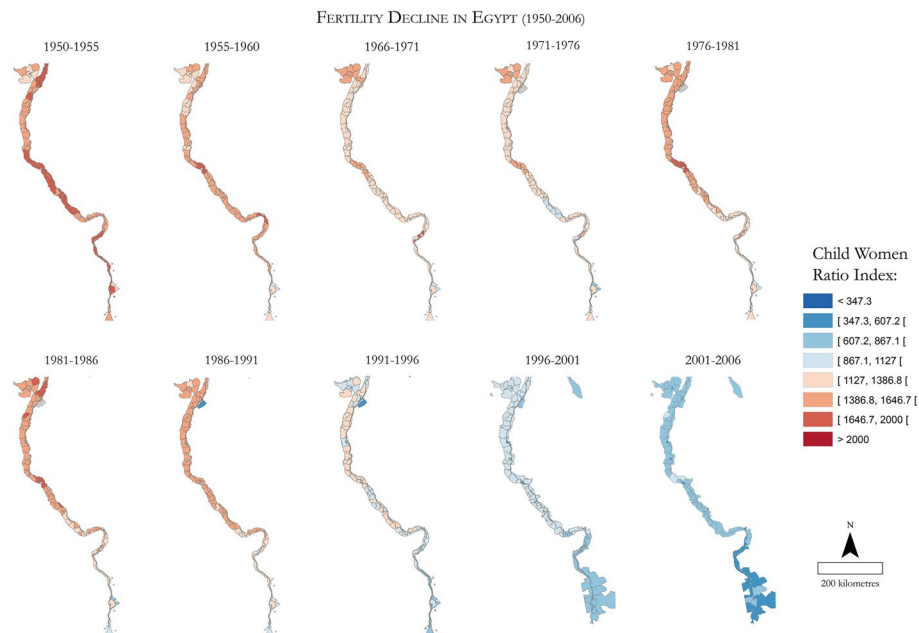 FERTILITY DECLINE IN EGYPT (1950-2006)
1950-1955
1955-1960
1966-1971
1971-1976
1976-1981
1981-1986
1986-1991
1991-1996
1996-2001
2001-2006
Child Women
Ratio Index:
< 347.3
[ 347.3, 607.2 [
[ 607.2, 867.1 [
[ 867.1, 1127 [
[ 1127, 1386.8 [
[ 1386.8, 1646.7 [
[ 1646.7, 2000 [
> 2000
N
200 kilometres